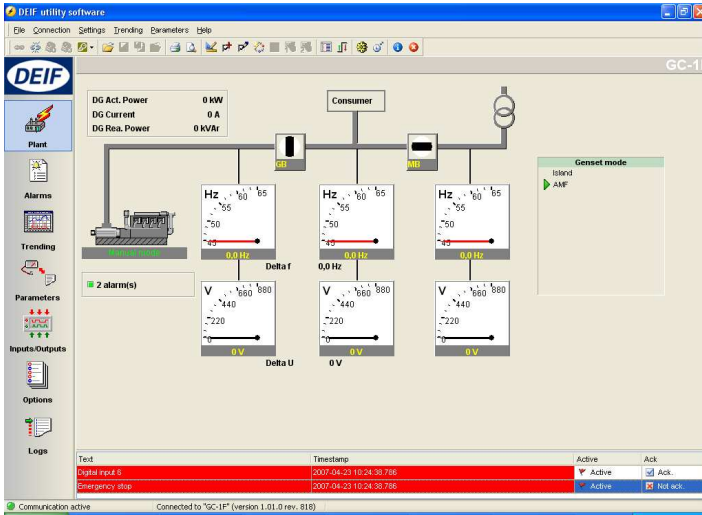 DEIF utility software
File Connection Settings Trending Parameters Help
DEIF
GC-1F
Plant
Alarms
Trending
Parameters
Inputs/Outputs
Options
Logs
DG Act. Power 0 kW
DG Current 0 A
DG Rea. Power 0 kVAr
Consumer
GB
MB
Genset mode
Island
AMF
Manual mode
2 alarm(s)
Hz 45 50 55 60 65
0,0 Hz
Hz 45 50 55 60 65
0,0 Hz
Hz 45 50 55 60 65
0,0 Hz
Delta f 0,0 Hz
V 0 220 440 660 880
0 V
V 0 220 440 660 880
0 V
V 0 220 440 660 880
0 V
Delta U 0 V
Text Timestamp Active Ack
Digital input 6 2007-04-23 10:24:38.786 Active Ack.
Emergency stop 2007-04-23 10:24:38.786 Active Not ack.
Communication active Connected to "GC-1F" (version 1.01.0 rev. 818)